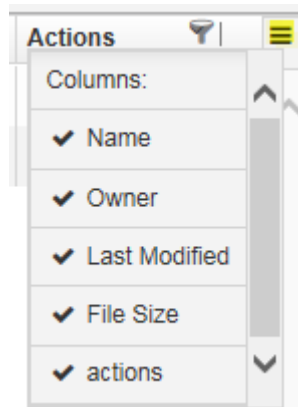 Actions
Columns:
Name
Owner
Last Modified
File Size
actions